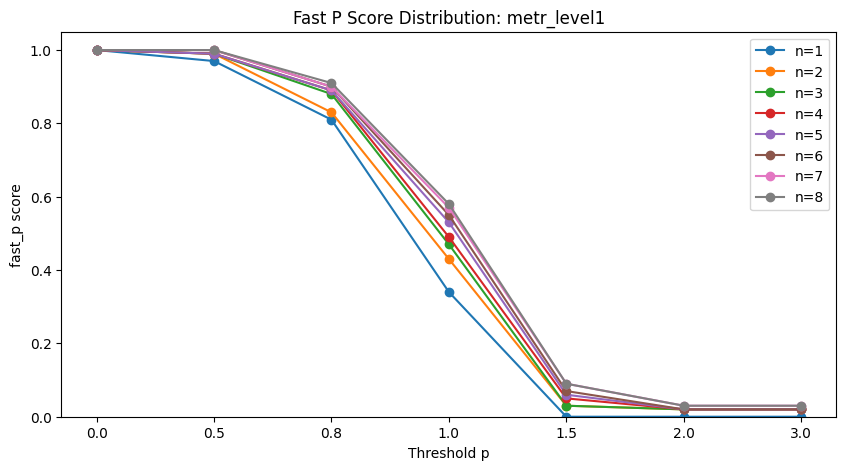 Fast P Score Distribution: metr_level1
1.0
0.8
0.6
0.4
0.2
0.0
fast_p score
n=1
n=2
n=3
n=4
n=5
n=6
n=7
n=8
0.0 0.5 0.8 1.0 1.5 2.0 3.0
Threshold p